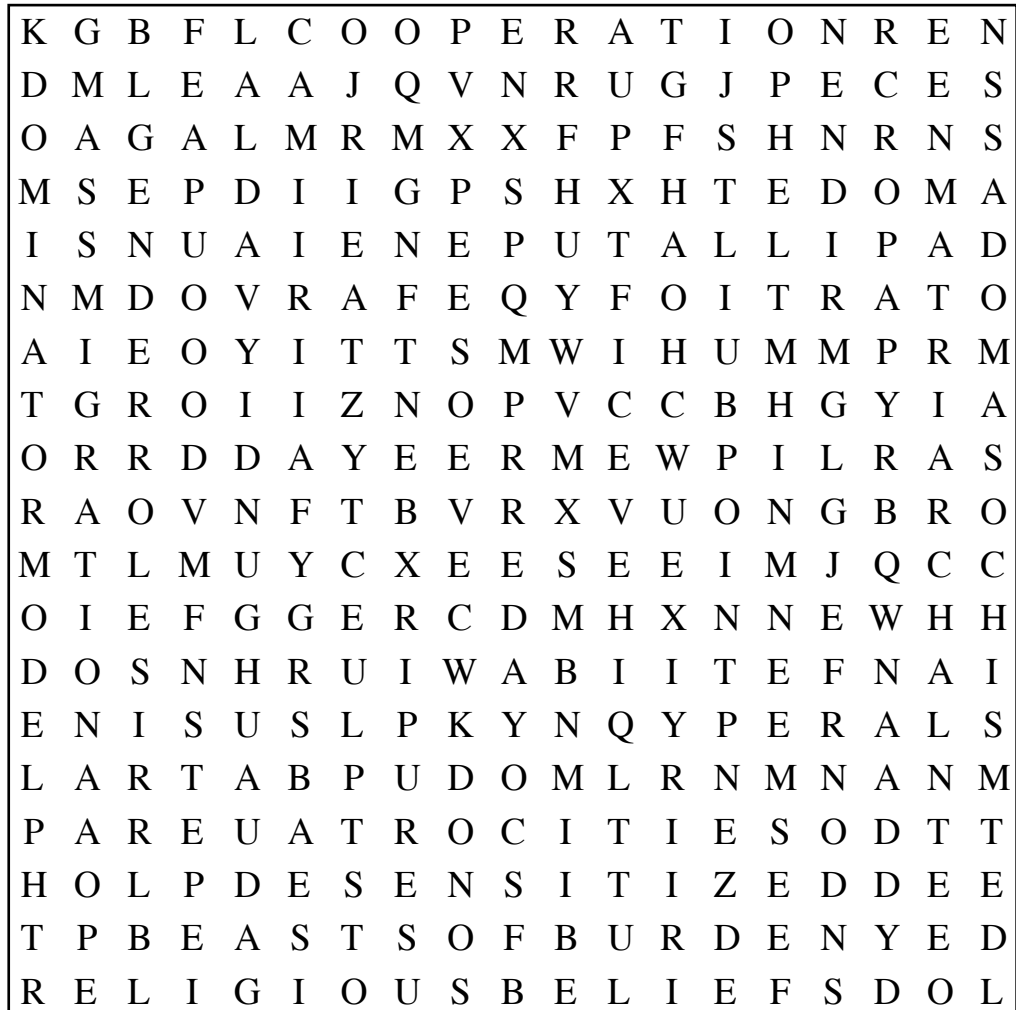 K G B F L C O O P E R A T I O N R E N
D M L E A A J Q V N R U G J P E C E S
O A G A L M R M X X F P F S H N R N S
M S E P D I I G P S H X H T E D O M A
I S N U A I E N E P U T A L L I P A D
N M D O V R A F E Q Y F O I T R A T O
A I E O Y I T T S M W I H U M M P R M
T G R O I I Z N O P V C C B H G Y I A
O R R D D A Y E E R M E W P I L R A S
R A O V N F T B V R X V U O N G B R O
M T L M U Y C X E E S E E I M J Q C C
O I E F G G E R C D M H X N N E W H H
D O S N H R U I W A B I I T E F N A I
E N I S U S L P K Y N Q Y P E R A L S
L A R T A B P U D O M L R N M N A N M
P A R E U A T R O C I T I E S O D T T
H O L P D E S E N S I T I Z E D D E E
T P B E A S T S O F B U R D E N Y E D
R E L I G I O U S B E L I E F S D O L